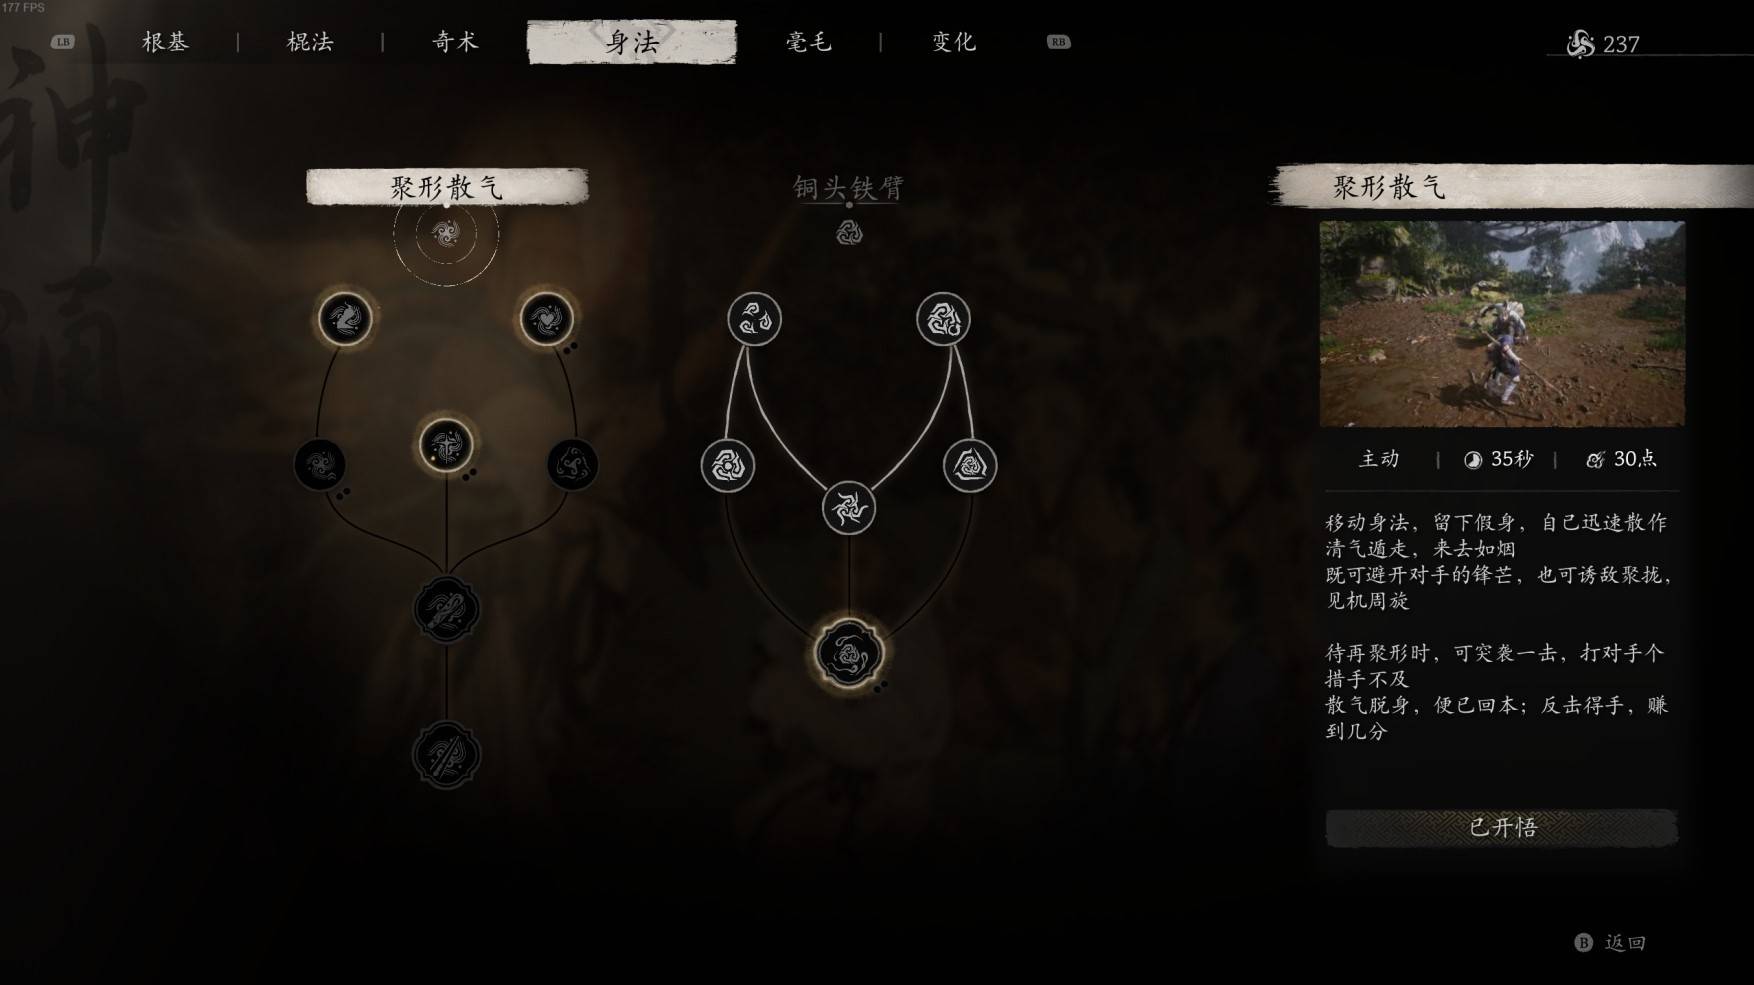 177 FPS
LB
根基
棍法
奇术
身法
毫毛
变化
RB
237
神
通
聚形散气
铜头铁臂
聚形散气
主动
35秒
30点
移动身法，留下假身，自己迅速散作
清气遁走，来去如烟
既可避开对手的锋芒，也可诱敌聚拢，
见机周旋
待再聚形时，可突袭一击，打对手个
措手不及
散气脱身，便已回本；反击得手，赚
到几分
已开悟
B 返回